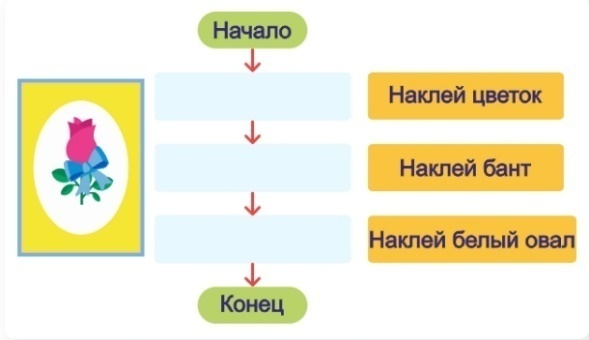 Начало
Наклей цветок
Наклей бант
Наклей белый овал
Конец